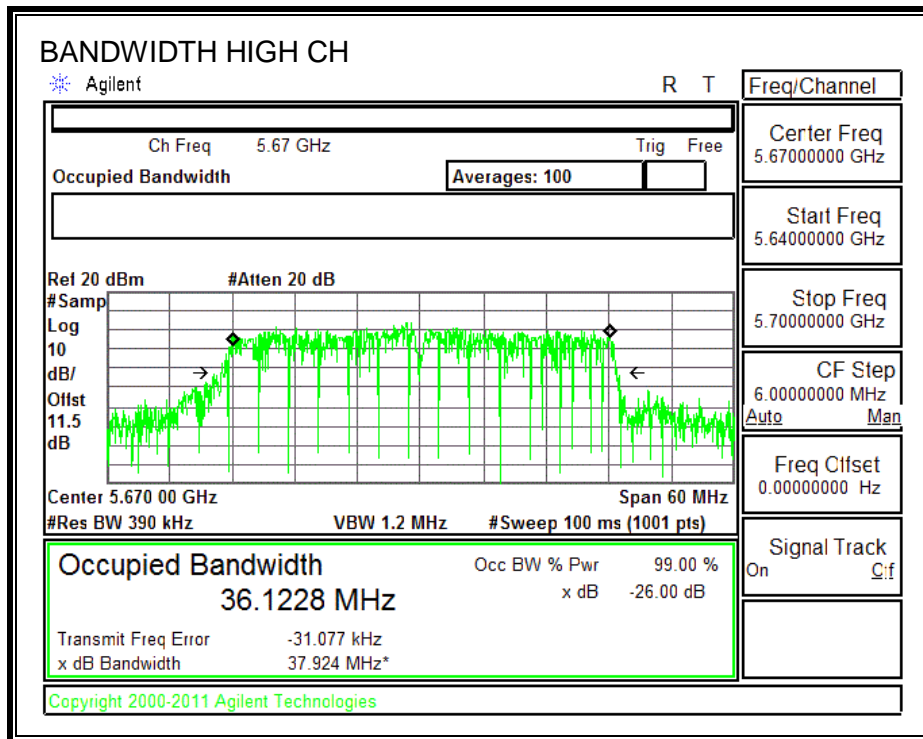 BANDWIDTH HIGH CH
Agilent
R T
Freq/Channel
Ch Freq 5.67 GHz
Trig Free
Occupied Bandwidth
Averages: 100
Center Freq
5.67000000 GHz
Start Freq
5.64000000 GHz
Stop Freq
5.70000000 GHz
CF Step
6.00000000 MHz
Auto Man
Freq Offset
0.00000000 Hz
Signal Track
On Off
Ref 20 dBm #Atten 20 dB
#Samp
Log
10
dB/
Offst
11.5
dB
Center 5.670 00 GHz Span 60 MHz
#Res BW 390 kHz VBW 1.2 MHz #Sweep 100 ms (1001 pts)
Occupied Bandwidth
36.1228 MHz
Occ BW % Pwr 99.00 %
x dB -26.00 dB
Transmit Freq Error -31.077 kHz
x dB Bandwidth 37.924 MHz*
Copyright 2000-2011 Agilent Technologies